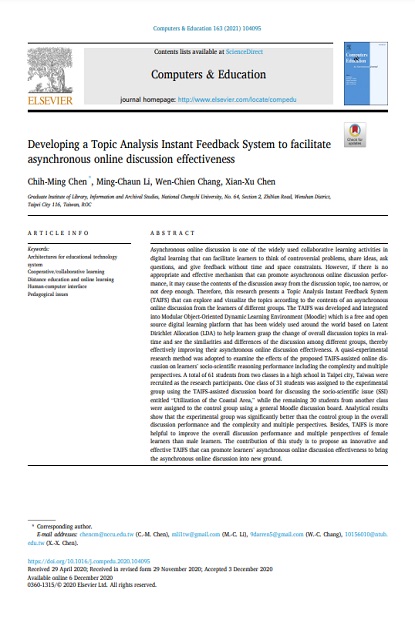 Computers & Education 163 (2021) 104095
Contents lists available at ScienceDirect
Computers & Education
journal homepage: http://www.elsevier.com/locate/compedu
ELSEVIER
Computers
Education
Check for
updates
Developing a Topic Analysis Instant Feedback System to facilitate
asynchronous online discussion effectiveness
Chih-Ming Chen *, Ming-Chaun Li, Wen-Chien Chang, Xian-Xu Chen
Graduate Institute of Library, Information and Archival Studies, National Chengchi University, No. 64, Section 2, ZhiNan Road, Wenshan District,
Taipei City 116, Taiwan, ROC
ARTICLE INFO
Keywords:
Architectures for educational technology
system
Cooperative/collaborative learning
Distance education and online learning
Human-computer interface
Pedagogical issues
ABSTRACT
Asynchronous online discussion is one of the widely used collaborative learning activities in
digital learning that can facilitate learners to think of controversial problems, share ideas, ask
questions, and give feedback without time and space constraints. However, if there is no
appropriate and effective mechanism that can promote asynchronous online discussion perfor-
mance, it may cause the contents of the discussion away from the discussion topic, too narrow, or
not deep enough. Therefore, this research presents a Topic Analysis Instant Feedback System
(TAIFS) that can explore and visualize the topics according to the contents of an asynchronous
online discussion from the learners of different groups. The TAIFS was developed and integrated
into Modular Object-Oriented Dynamic Learning Environment (Moodle) which is a free and open
source digital learning platform that has been widely used around the world based on Latent
Dirichlet Allocation (LDA) to help learners grasp the change of overall discussion topics in real-
time and see the similarities and differences of the discussion among different groups, thereby
effectively improving their asynchronous online discussion effectiveness. A quasi-experimental
research method was adopted to examine the effects of the proposed TAIFS-assisted online dis-
cussion on learners' socio-scientific reasoning performance including the complexity and multiple
perspectives. A total of 61 students from two classes in a high school in Taipei city, Taiwan were
recruited as the research participants. One class of 31 students was assigned to the experimental
group using the TAIFS-assisted discussion board for discussing the socio-scientific issue (SSI)
entitled "Utilization of the Coastal Area," while the remaining 30 students from another class
were assigned to the control group using a general Moodle discussion board. Analytical results
show that the experimental group was significantly better than the control group in the overall
discussion performance and the complexity and multiple perspectives. Besides, TAIFS is more
helpful to improve the overall discussion performance and multiple perspectives of female
learners than male learners. The contribution of this study is to propose an innovative and
effective TAIFS that can promote learners' asynchronous online discussion effectiveness to bring
the asynchronous online discussion into new ground.
* Corresponding author.
E-mail addresses: chencm@nccu.edu.tw (C.-M. Chen), (M.-C. Li), (W.-C. Chang), 10156010@ntub.
edu.tw (X.-X. Chen).
https://doi.org/10.1016/j.compedu.2020.104095
Received 29 April 2020; Received in revised form 29 November 2020; Accepted 3 December 2020
Available online 6 December 2020
0360-1315/© 2020 Elsevier Ltd. All rights reserved.